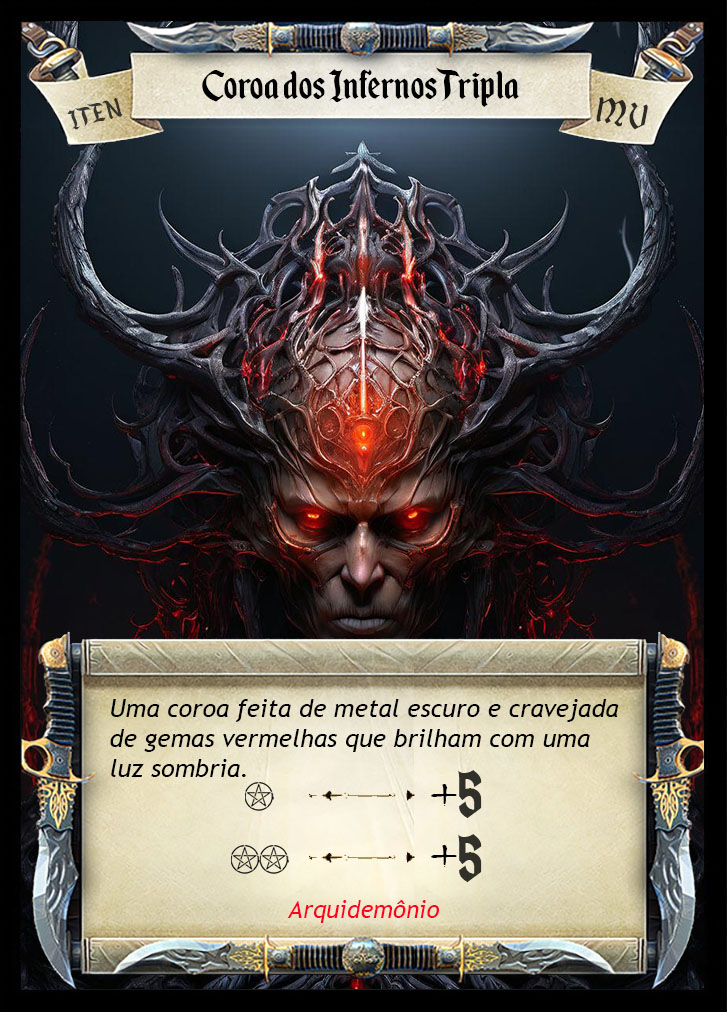 Coroa dos Infernos Tripla
ITEN
MU
Uma coroa feita de metal escuro e cravejada
de gemas vermelhas que brilham com uma
luz sombria.
+5
+5
Arquidemônio